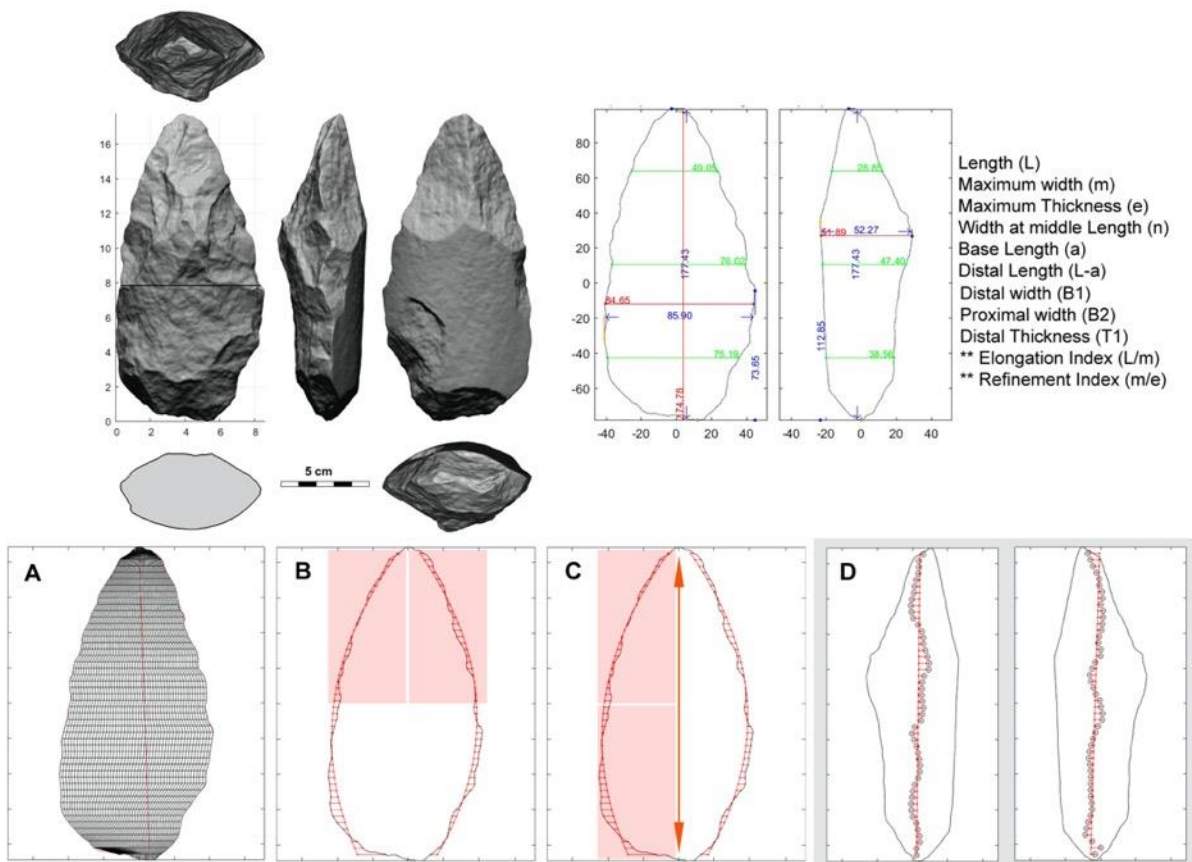 16
14
12
10
8
6
4
2
0
0 2 4 6 8
5 cm
80
60
40
20
0
-20
-40
-60
-40 -20 0 20 40
49.05
76.02
177.43
84.65
85.90
75.19
73.65
174.78
-40 -20 0 20 40
28.85
51.89 52.27
47.40
177.43
112.85
38.56
Length (L)
Maximum width (m)
Maximum Thickness (e)
Width at middle Length (n)
Base Length (a)
Distal Length (L-a)
Distal width (B1)
Proximal width (B2)
Distal Thickness (T1)
** Elongation Index (L/m)
** Refinement Index (m/e)
A
B
C
D